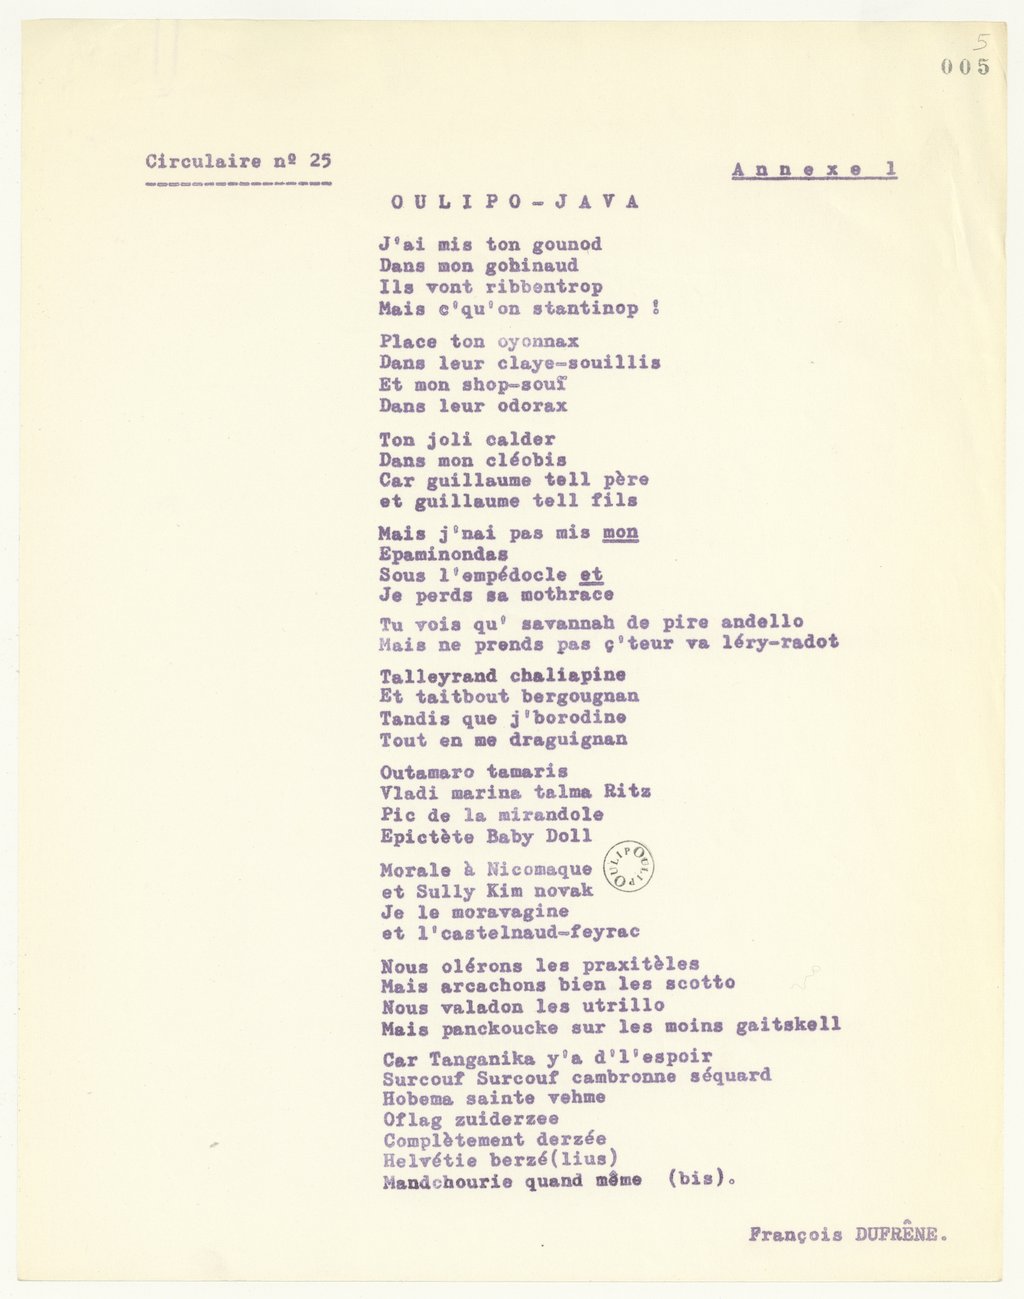 5
005
Circulaire nº 25
Annexe 1
OULIPO-JAVA
J'ai mis ton gounod
Dans mon gobinaud
Ils vont ribbentrop
Mais c'qu'on stantinop !
Place ton oyonnax
Dans leur claye-souillis
Et mon shop-souï
Dans leur odorax
Ton joli calder
Dans mon cléobis
Car guillaume tell père
et guillaume tell fils
Mais j'nai pas mis mon
Epaminondas
Sous l'empédocle et
Je perds sa mothrace
Tu vois qu' savannah de pire andello
Mais ne prends pas ç'teur va léry-radot
Talleyrand chaliapine
Et taitbout bergougnan
Tandis que j'borodine
Tout en me draguignan
Outamaro tamaris
Vladi marina talma Ritz
Pic de la mirandole
Epictète Baby Doll
Morale à Nicomaque
et Sully Kim novak
Je le moravagine
et l'castelnaud-feyrac
OULIPO OULIPO
Nous olérons les praxitèles
Mais arcachons bien les scotto
Nous valadon les utrillo
Mais panckoucke sur les moins gaitskell
Car Tanganika y'a d'l'espoir
Surcouf Surcouf cambronne séquard
Hobema sainte vehme
Oflag zuiderzee
Complètement derzée
Helvétie berzé(lius)
Mandchourie quand même (bis).
François DUFRÊNE.